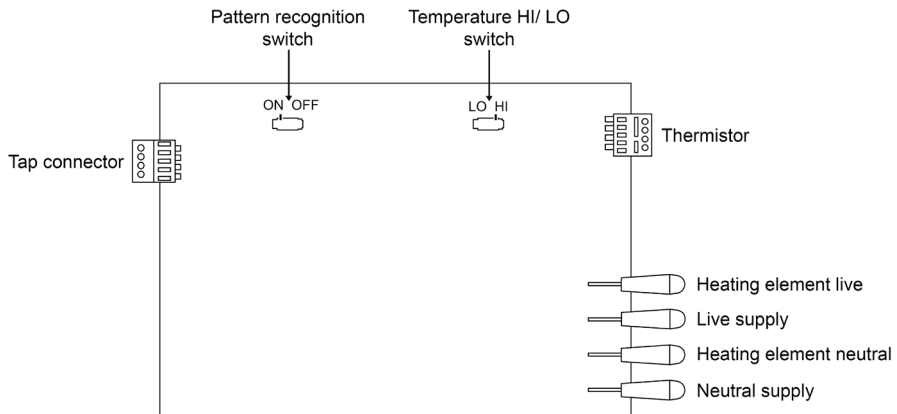 Pattern recognition
switch
Temperature HI/ LO
switch
ON OFF
LO HI
Tap connector
Thermistor
Heating element live
Live supply
Heating element neutral
Neutral supply